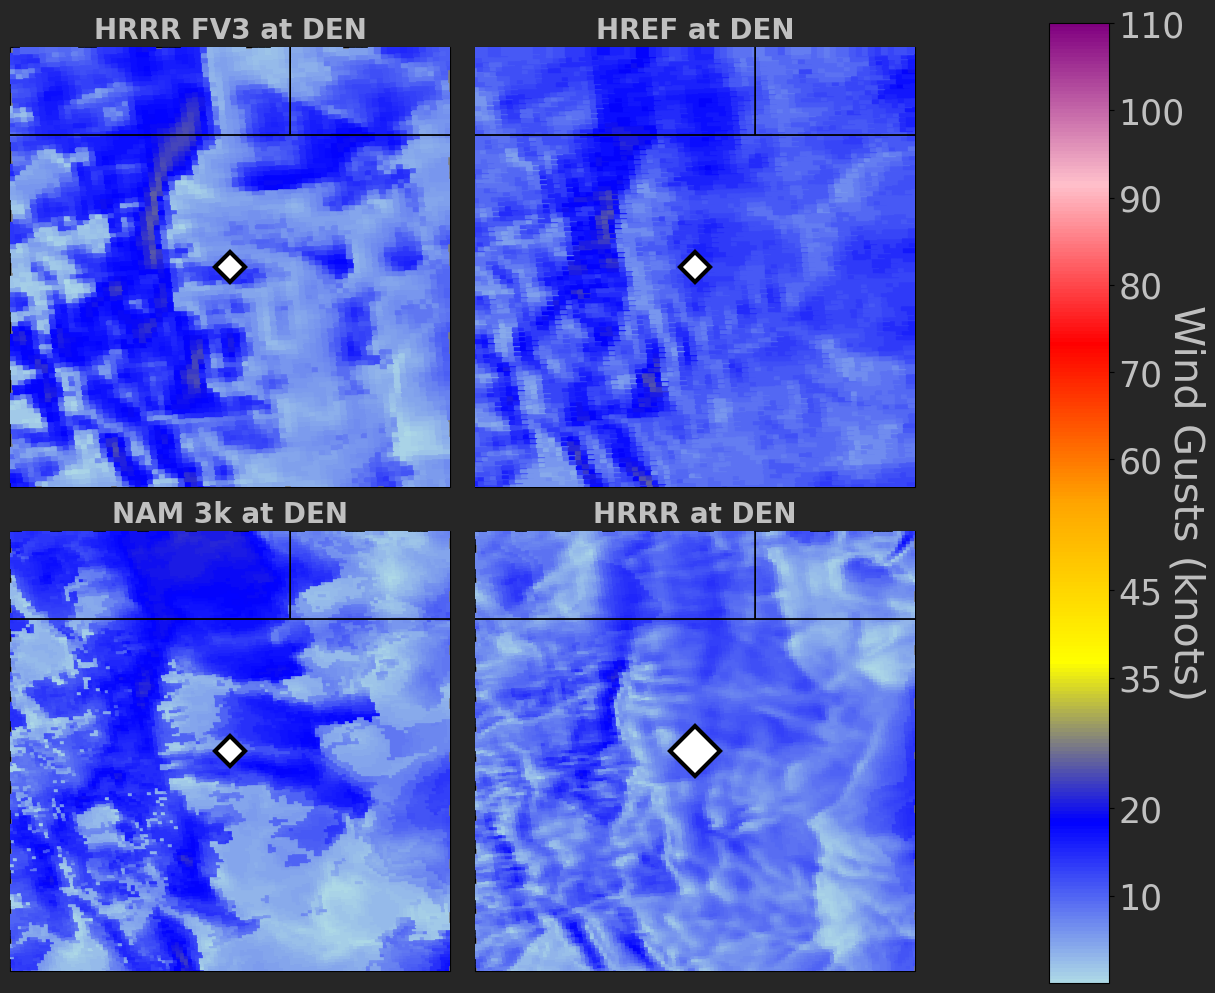 HRRR FV3 at DEN
HREF at DEN
NAM 3k at DEN
HRRR at DEN
110
100
90
80
70
60
45
35
20
10
Wind Gusts (knots)